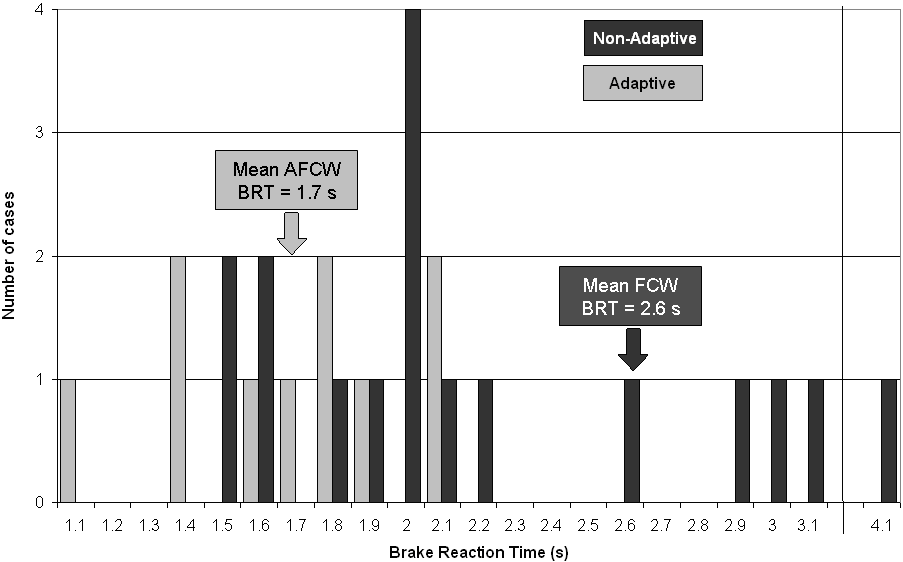 4
Non-Adaptive
Adaptive
3
Mean AFCW
BRT = 1.7 s
2
Mean FCW
BRT = 2.6 s
1
0
Number of cases
1.1 1.2 1.3 1.4 1.5 1.6 1.7 1.8 1.9 2 2.1 2.2 2.3 2.4 2.5 2.6 2.7 2.8 2.9 3 3.1 4.1
Brake Reaction Time (s)